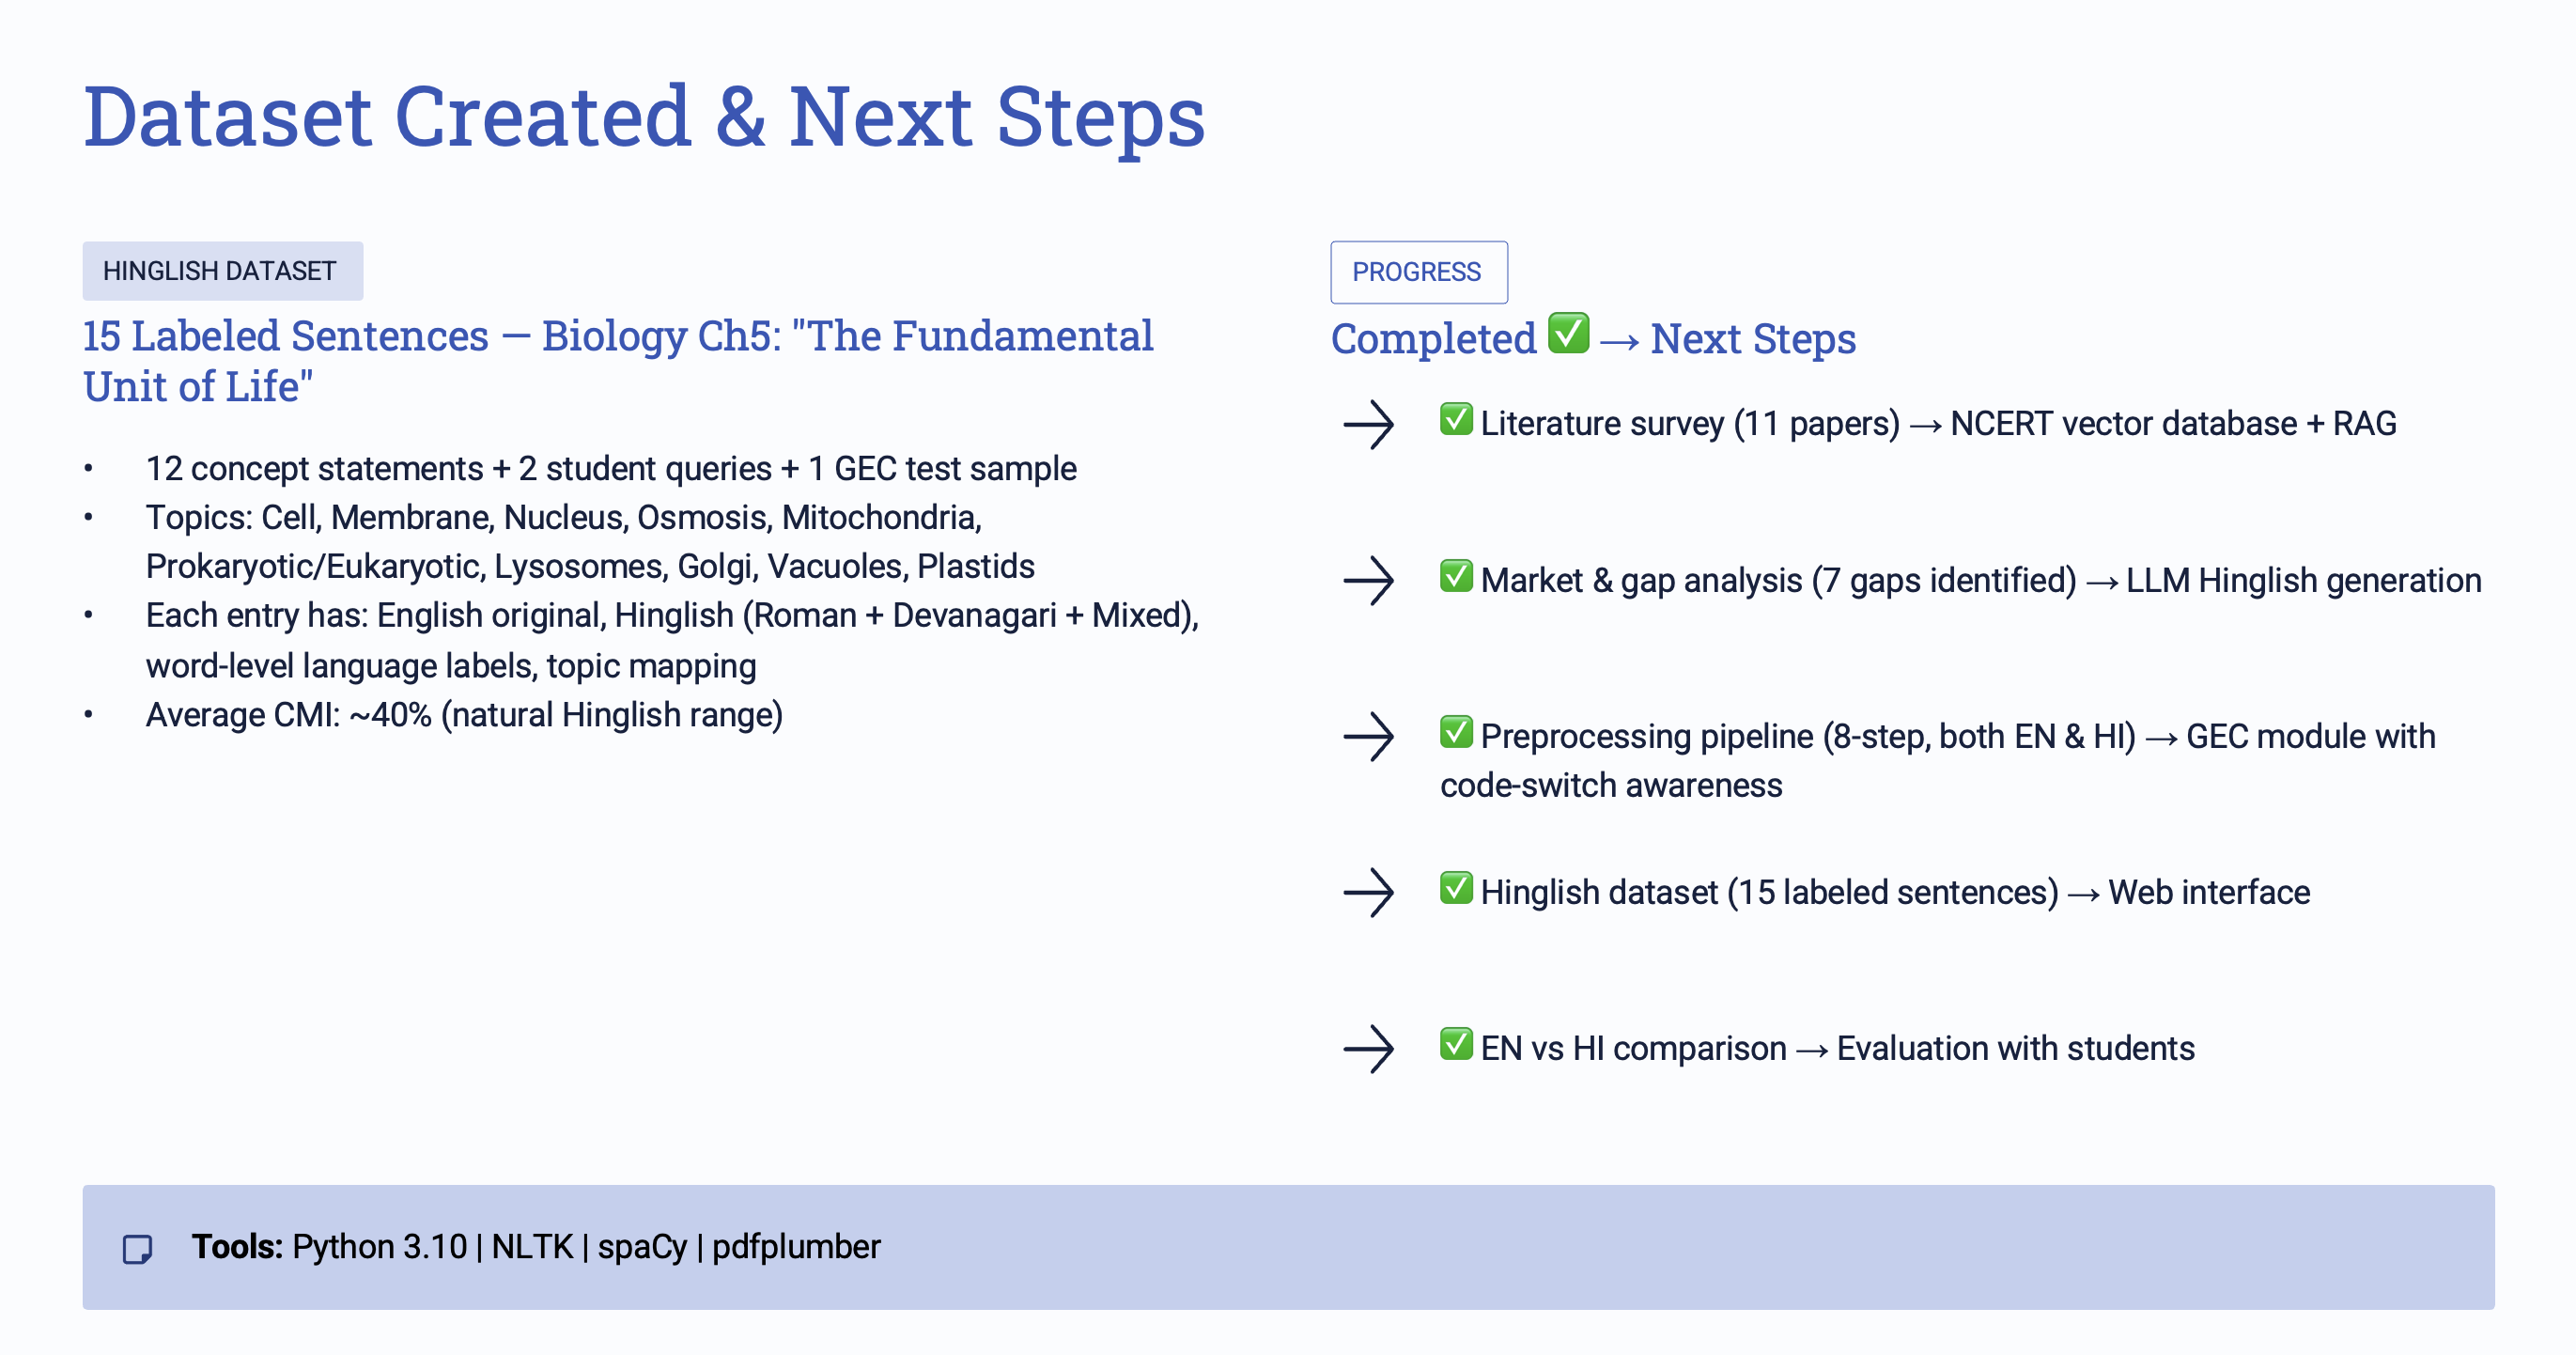 Dataset Created & Next Steps
HINGLISH DATASET
15 Labeled Sentences — Biology Ch5: "The Fundamental
Unit of Life"
• 12 concept statements + 2 student queries + 1 GEC test sample
• Topics: Cell, Membrane, Nucleus, Osmosis, Mitochondria,
Prokaryotic/Eukaryotic, Lysosomes, Golgi, Vacuoles, Plastids
• Each entry has: English original, Hinglish (Roman + Devanagari + Mixed),
word-level language labels, topic mapping
• Average CMI: ~40% (natural Hinglish range)
PROGRESS
Completed ✅ → Next Steps
→ ✅ Literature survey (11 papers) → NCERT vector database + RAG
→ ✅ Market & gap analysis (7 gaps identified) → LLM Hinglish generation
→ ✅ Preprocessing pipeline (8-step, both EN & HI) → GEC module with
code-switch awareness
→ ✅ Hinglish dataset (15 labeled sentences) → Web interface
→ ✅ EN vs HI comparison → Evaluation with students
Tools: Python 3.10 | NLTK | spaCy | pdfplumber